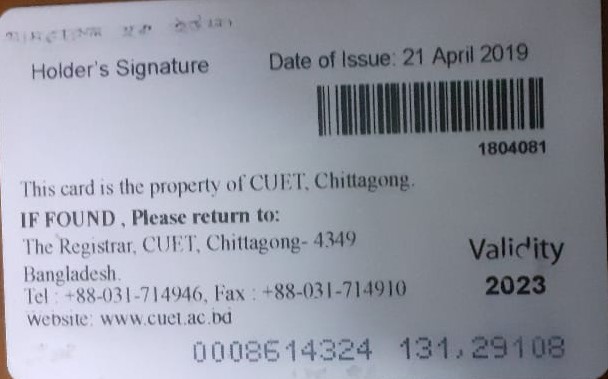 Holder's Signature
Date of Issue: 21 April 2019
1804081
This card is the property of CUET, Chittagong.
IF FOUND , Please return to:
The Registrar, CUET, Chittagong- 4349
Bangladesh.
Tel : +88-031-714946, Fax : +88-031-714910
Website: www.cuet.ac.bd
Validity
2023
0008614324 131,29108